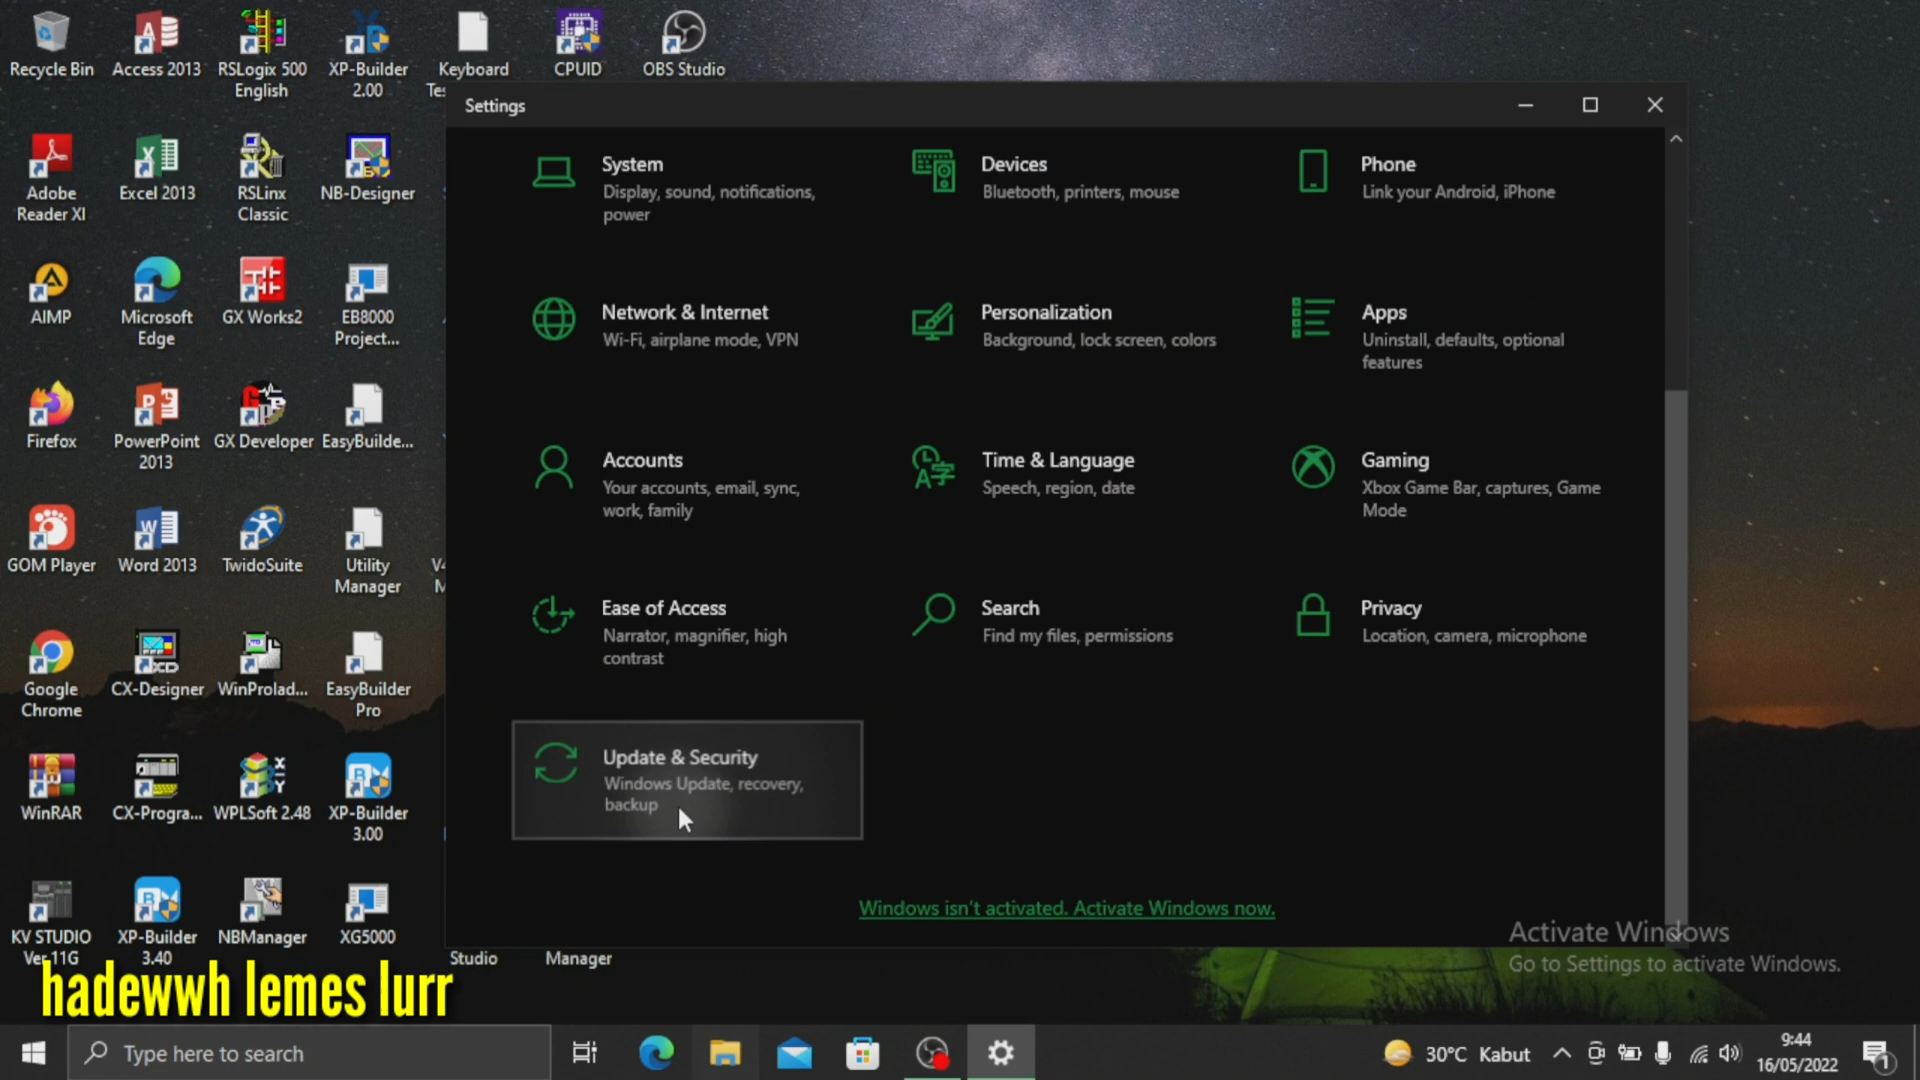 Recycle Bin
Access 2013
RSLogix 500
English
XP-Builder
2.00
Keyboard
CPUID
OBS Studio
Adobe
Reader XI
Excel 2013
RSLinx
Classic
NB-Designer
AIMP
Microsoft
Edge
GX Works2
EB8000
Project...
Firefox
PowerPoint
2013
GX Developer
EasyBuilde...
GOM Player
Word 2013
TwidoSuite
Utility
Manager
Google
Chrome
CX-Designer
WinProlad...
EasyBuilder
Pro
WinRAR
CX-Progra...
WPLSoft 2.48
XP-Builder
3.00
KV STUDIO
Ver.11G
XP-Builder
3.40
NBManager
XG5000
Studio
Manager
Settings
System
Display, sound, notifications,
power
Devices
Bluetooth, printers, mouse
Phone
Link your Android, iPhone
Network & Internet
Wi-Fi, airplane mode, VPN
Personalization
Background, lock screen, colors
Apps
Uninstall, defaults, optional
features
Accounts
Your accounts, email, sync,
work, family
Time & Language
Speech, region, date
Gaming
Xbox Game Bar, captures, Game
Mode
Ease of Access
Narrator, magnifier, high
contrast
Search
Find my files, permissions
Privacy
Location, camera, microphone
Update & Security
Windows Update, recovery,
backup
Windows isn't activated. Activate Windows now.
Activate Windows
Go to Settings to activate Windows.
hadewwh lemes lurr
Type here to search
30°C Kabut
9:44
16/05/2022
1